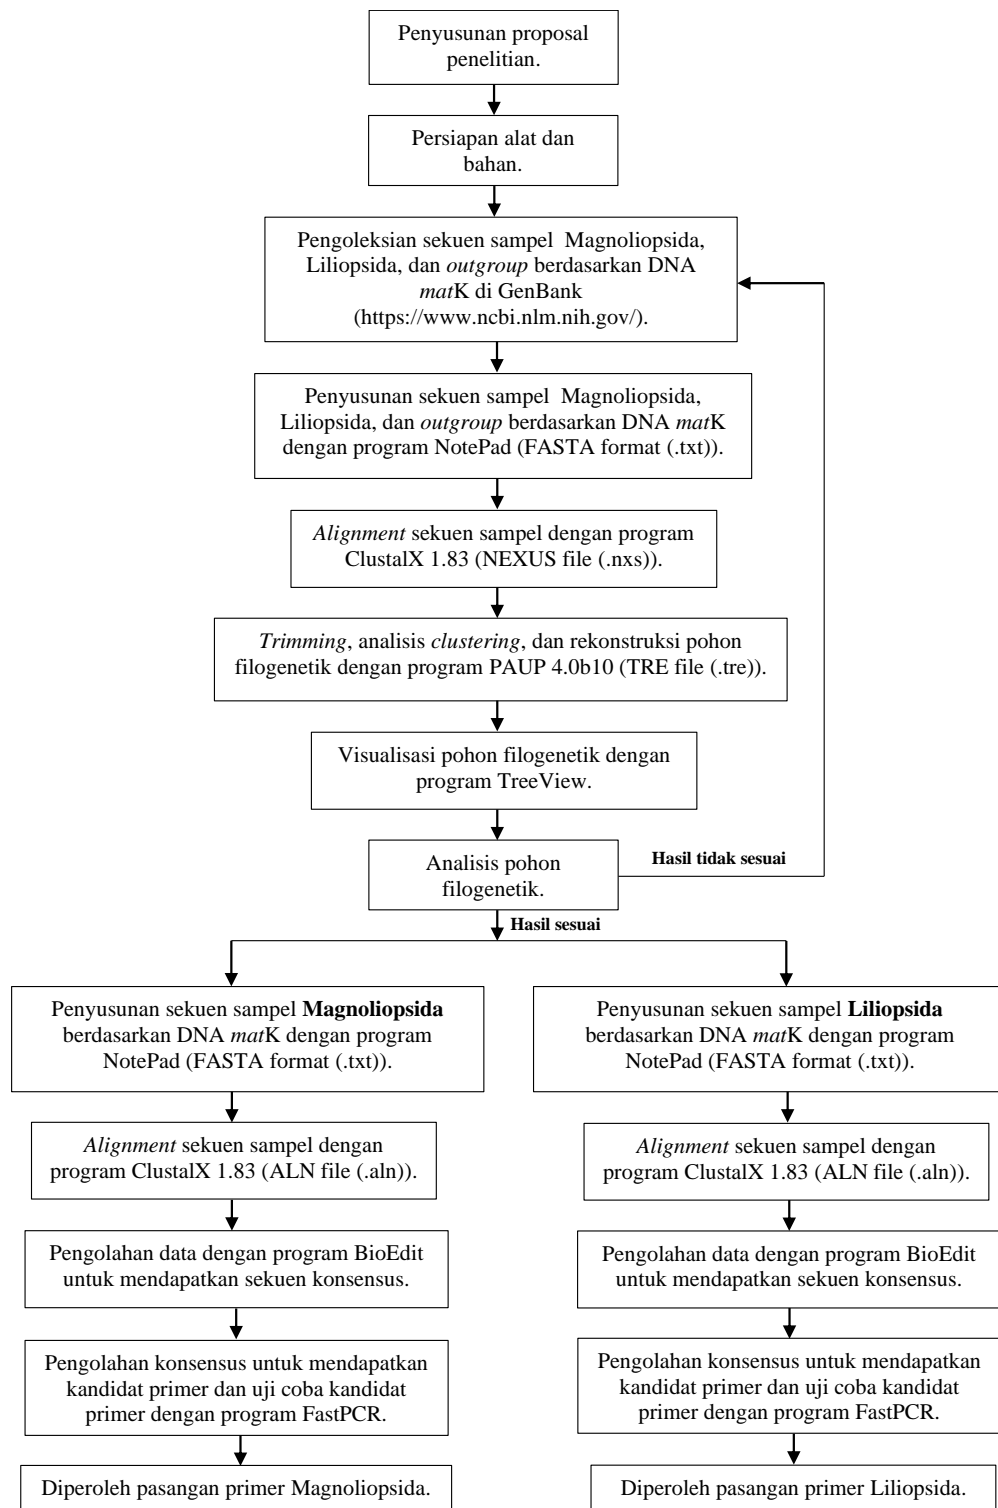 Penyusunan proposal
penelitian.
Persiapan alat dan
bahan.
Pengoleksian sekuen sampel  Magnoliopsida,
Liliopsida, dan outgroup berdasarkan DNA
matK di GenBank
(https://www.ncbi.nlm.nih.gov/).
Penyusunan sekuen sampel  Magnoliopsida,
Liliopsida, dan outgroup berdasarkan DNA matK
dengan program NotePad (FASTA format (.txt)).
Alignment sekuen sampel dengan program
ClustalX 1.83 (NEXUS file (.nxs)).
Trimming, analisis clustering, dan rekonstruksi pohon
filogenetik dengan program PAUP 4.0b10 (TRE file (.tre)).
Visualisasi pohon filogenetik dengan
program TreeView.
Analisis pohon
filogenetik.
Hasil tidak sesuai
Hasil sesuai
Penyusunan sekuen sampel Magnoliopsida
berdasarkan DNA matK dengan program
NotePad (FASTA format (.txt)).
Alignment sekuen sampel dengan
program ClustalX 1.83 (ALN file (.aln)).
Pengolahan data dengan program BioEdit
untuk mendapatkan sekuen konsensus.
Pengolahan konsensus untuk mendapatkan
kandidat primer dan uji coba kandidat
primer dengan program FastPCR.
Diperoleh pasangan primer Magnoliopsida.
Penyusunan sekuen sampel Liliopsida
berdasarkan DNA matK dengan program
NotePad (FASTA format (.txt)).
Alignment sekuen sampel dengan
program ClustalX 1.83 (ALN file (.aln)).
Pengolahan data dengan program BioEdit
untuk mendapatkan sekuen konsensus.
Pengolahan konsensus untuk mendapatkan
kandidat primer dan uji coba kandidat
primer dengan program FastPCR.
Diperoleh pasangan primer Liliopsida.